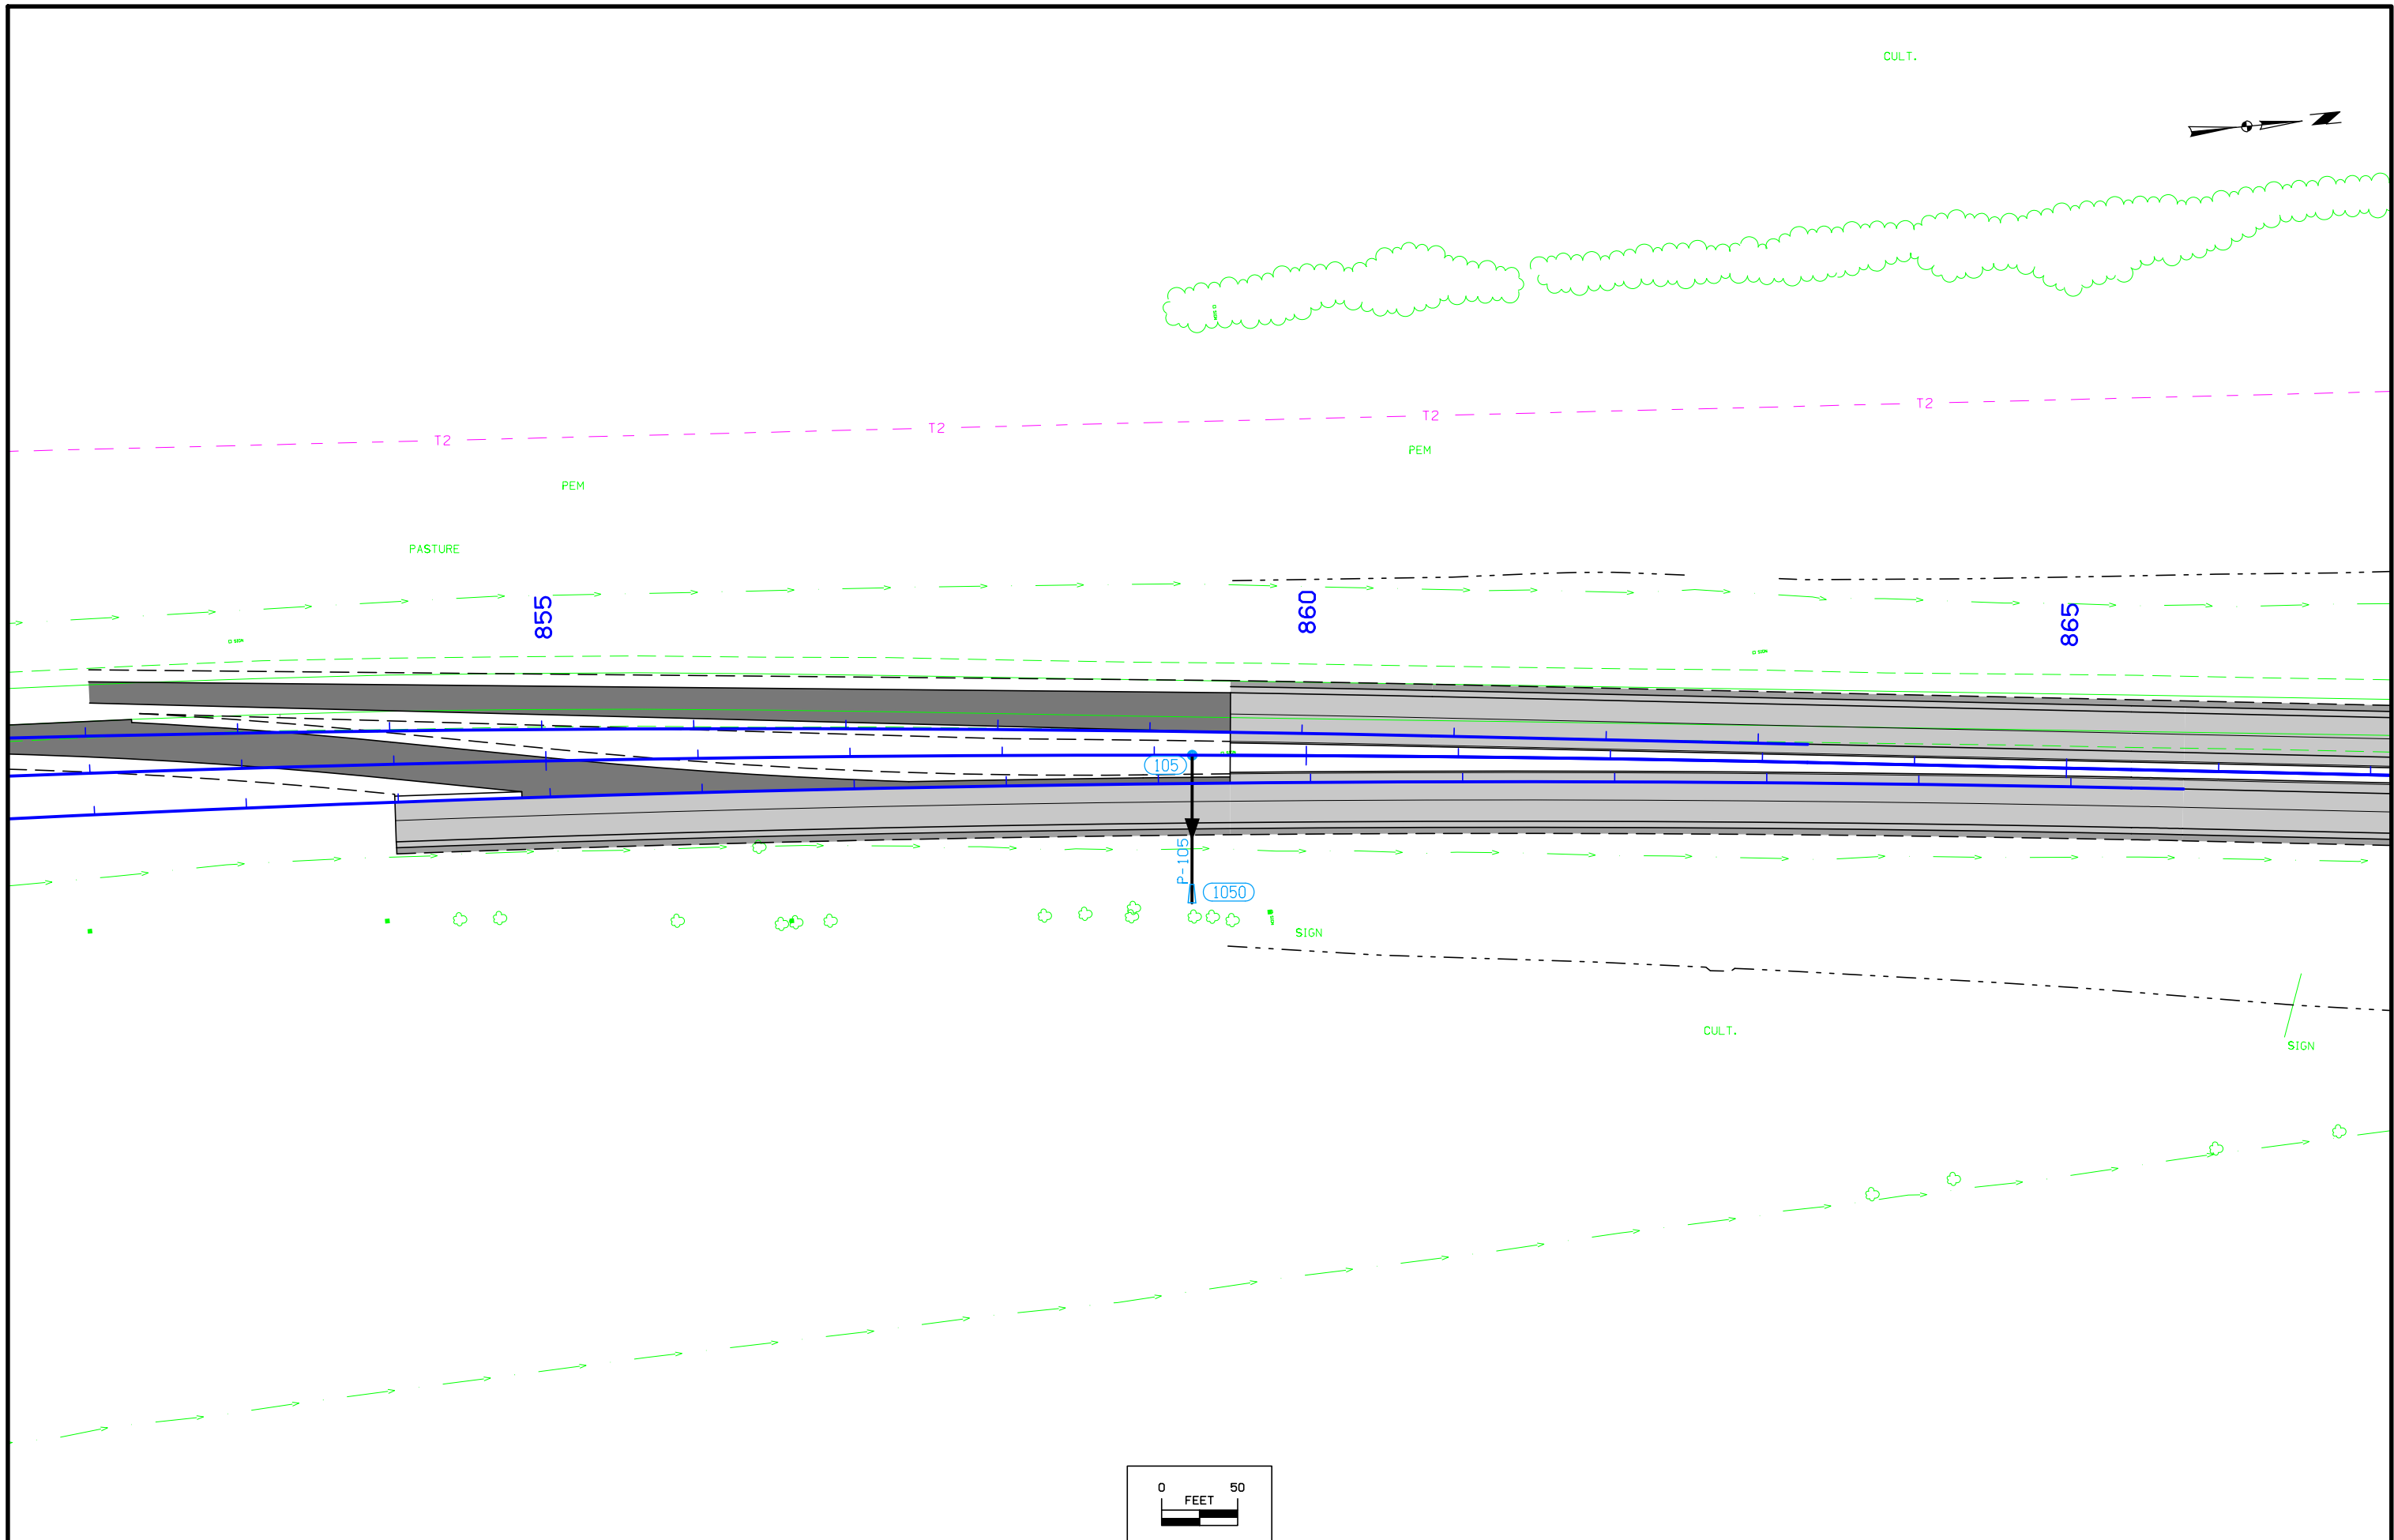 CULT.
N
T2
T2
T2
T2
PEM
PEM
PASTURE
855
860
865
105
P-105
1050
SIGN
CULT.
SIGN
0 50
FEET